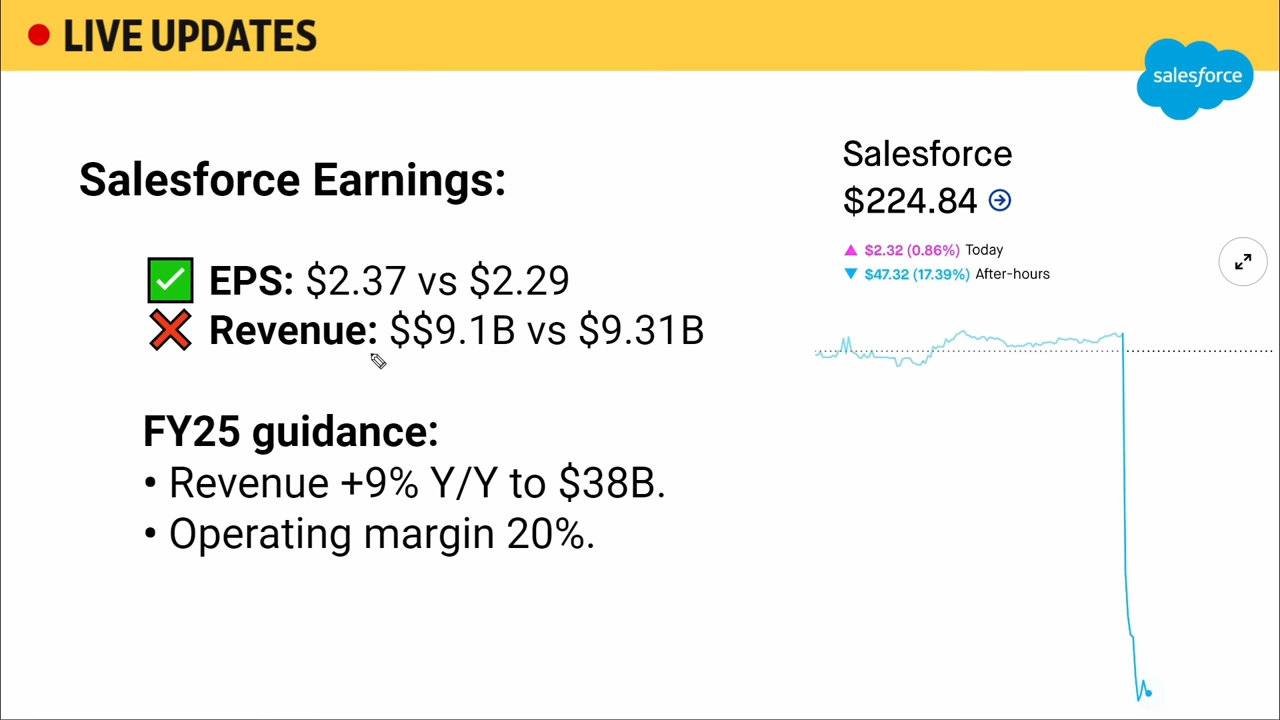 LIVE UPDATES
salesforce
Salesforce Earnings:
✅ EPS: $2.37 vs $2.29
❌ Revenue: $$9.1B vs $9.31B
FY25 guidance:
• Revenue +9% Y/Y to $38B.
• Operating margin 20%.
Salesforce
$224.84
▲ $2.32 (0.86%) Today
▼ $47.32 (17.39%) After-hours